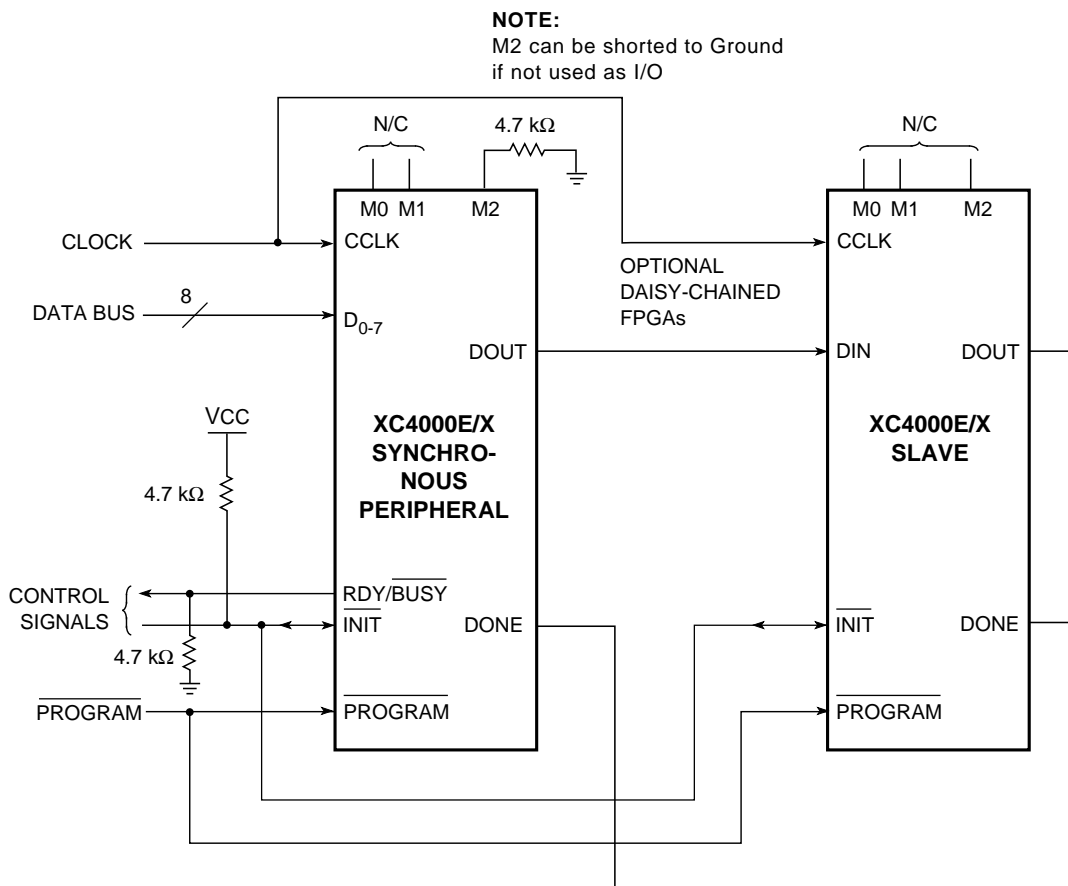 NOTE:
M2 can be shorted to Ground
if not used as I/O
N/C
4.7 kΩ
N/C
M0 M1 M2
M0 M1 M2
CLOCK
CCLK
CCLK
OPTIONAL
DAISY-CHAINED
FPGAs
DATA BUS
8
D0-7
DOUT
DIN
DOUT
VCC
XC4000E/X
SYNCHRO-
NOUS
PERIPHERAL
XC4000E/X
SLAVE
4.7 kΩ
CONTROL
SIGNALS
RDY/BUSY
INIT
DONE
INIT
DONE
4.7 kΩ
PROGRAM
PROGRAM
PROGRAM